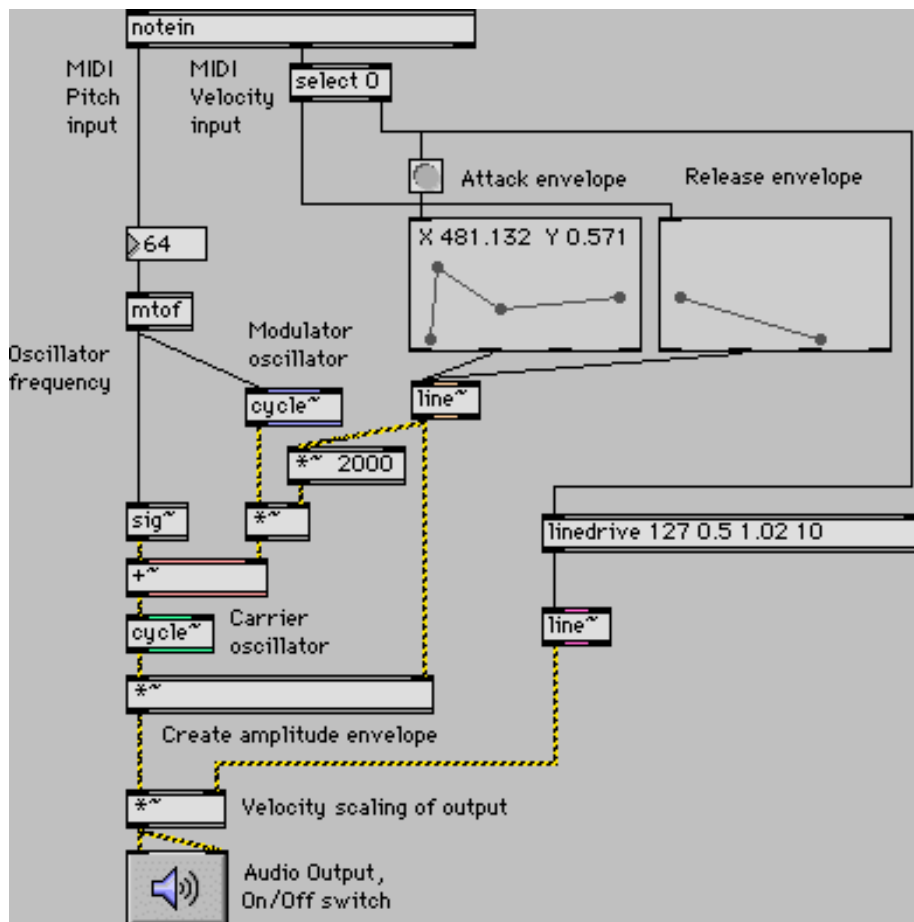 notein
MIDI
Pitch
input
MIDI
Velocity
input
select 0
Attack envelope
Release envelope
X 481.132 Y 0.571
64
mtof
Modulator
oscillator
Oscillator
frequency
cycle~
line~
*~ 2000
sig~
*~
linedrive 127 0.5 1.02 10
+~
cycle~
Carrier
oscillator
line~
*~
Create amplitude envelope
*~
Velocity scaling of output
Audio Output,
On/Off switch